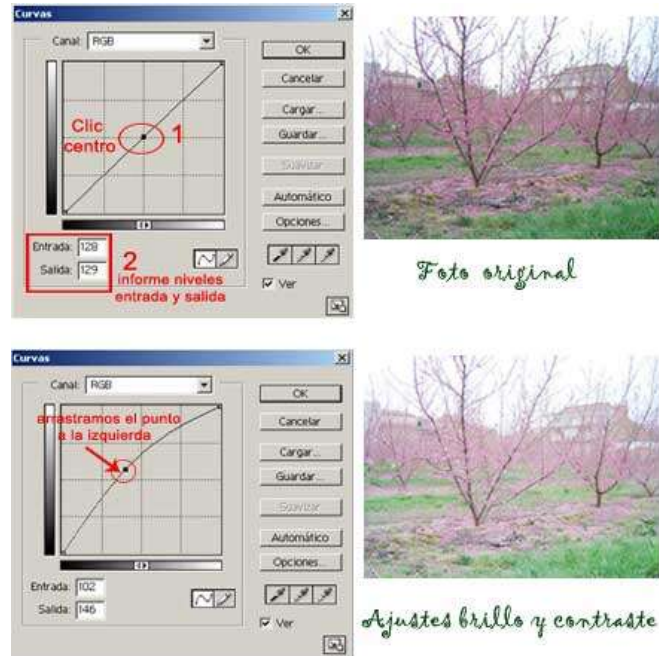 Curvas
Canal: RGB
OK
Cancelar
Cargar...
Guardar...
Suavizar
Automático
Opciones...
Ver
Clic
centro
1
Entrada: 128
Salida: 129
2
informe niveles
entrada y salida
Foto original
Curvas
Canal: RGB
OK
Cancelar
Cargar...
Guardar...
Suavizar
Automático
Opciones...
Ver
arrastramos el punto
a la izquierda
Entrada: 102
Salida: 146
Ajustes brillo y contraste